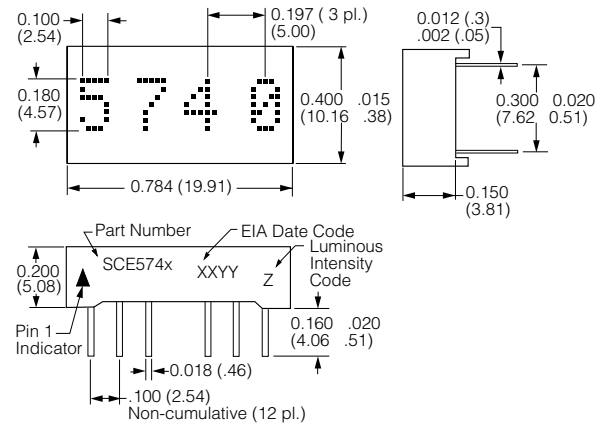 0.100
(2.54)
0.197 ( 3 pl.)
(5.00)
0.012 (.3)
.002 (.05)
5740
0.180
(4.57)
0.400 .015
(10.16 .38)
0.300 0.020
(7.62 0.51)
0.784 (19.91)
0.150
(3.81)
Part Number
EIA Date Code
Luminous
Intensity
Code
SCE574x
XXYY
Z
0.200
(5.08)
Pin 1
Indicator
0.160 .020
(4.06 .51)
0.018 (.46)
.100 (2.54)
Non-cumulative (12 pl.)